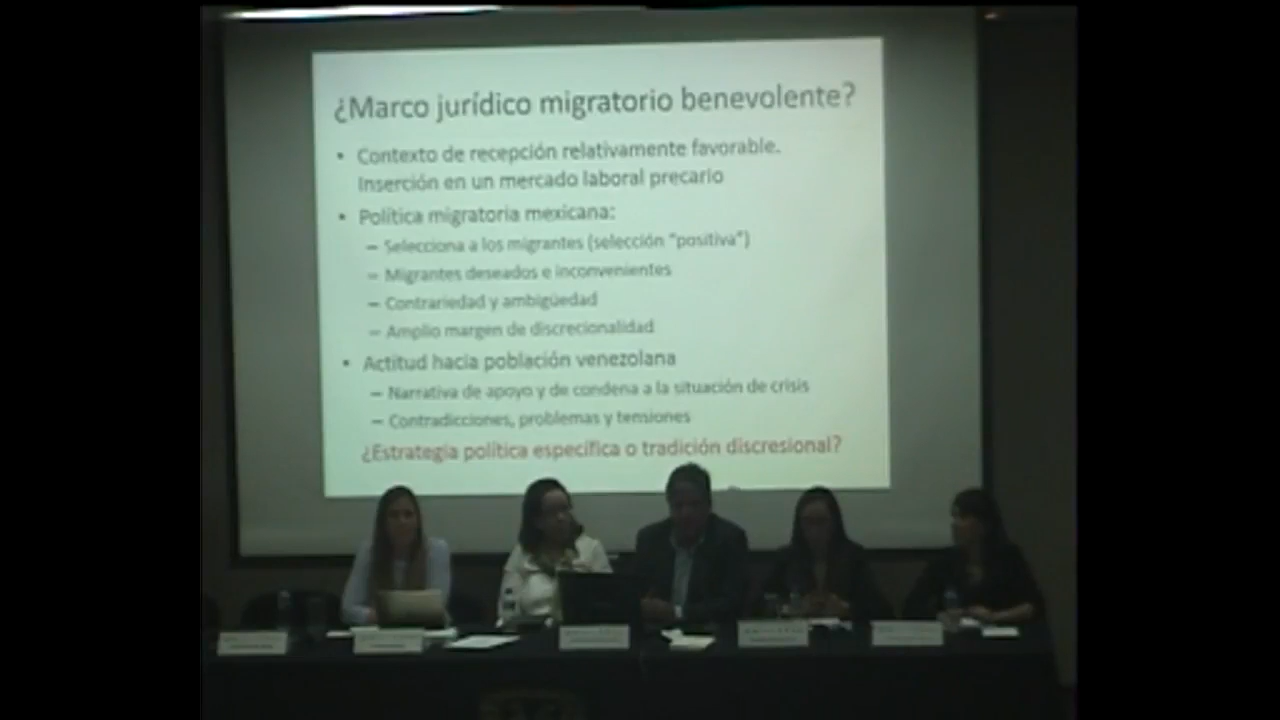 ¿Marco jurídico migratorio benevolente?
• Contexto de recepción relativamente favorable.
Inserción en un mercado laboral precario
• Política migratoria mexicana:
– Selecciona a los migrantes (selección "positiva")
– Migrantes deseados e inconvenientes
– Contrariedad y ambigüedad
– Amplio margen de discrecionalidad
• Actitud hacia población venezolana
– Narrativa de apoyo y de condena a la situación de crisis
– Contradicciones, problemas y tensiones
¿Estrategia política específica o tradición discresional?